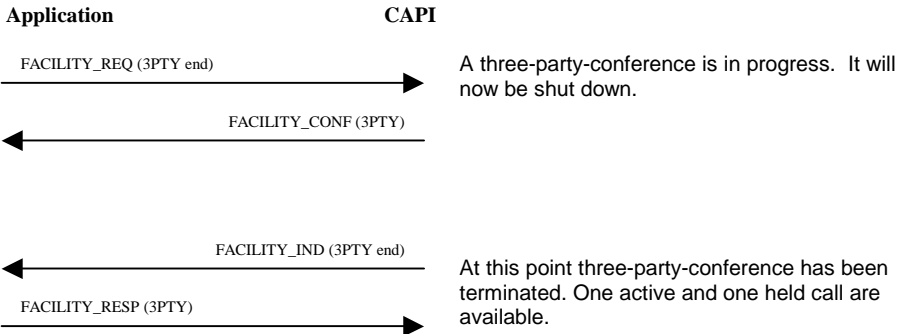 Application CAPI
FACILITY_REQ (3PTY end)
A three-party-conference is in progress. It will
now be shut down.
FACILITY_CONF (3PTY)
FACILITY_IND (3PTY end)
At this point three-party-conference has been
terminated. One active and one held call are
available.
FACILITY_RESP (3PTY)